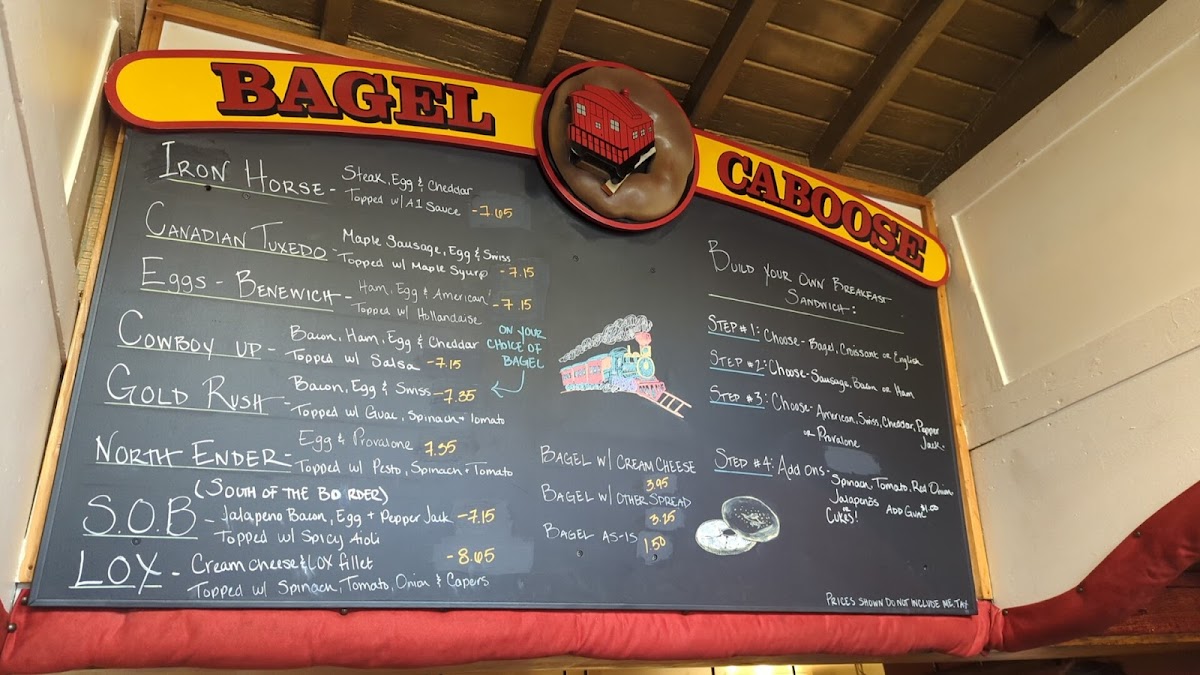 BAGEL CABOOSE
IRON HORSE - Steak, Egg & Cheddar
Topped w/ A1 Sauce - 7.65
CANADIAN TUXEDO - Maple Sausage, Egg & Swiss
Topped w/ Maple Syurp - 7.15
EGGS - BENEWICH - Ham, Egg & American
Topped w/ Hollandaise - 7.15
COWBOY UP - Bacon, Ham, Egg & Cheddar
Topped w/ Salsa - 7.15
GOLD RUSH - Bacon, Egg & Swiss - 7.35
Topped w/ Guac, Spinach + Tomato
NORTH ENDER - Egg & Provalone 7.35
Topped w/ Pesto, Spinach + Tomato
(SOUTH OF THE BORDER)
S.O.B - Jalapeno Bacon, Egg + Pepper Jack - 7.15
Topped w/ Spicy Aioli
LOX - Cream cheese & LOX fillet - 8.65
Topped w/ Spinach, Tomato, Onion & Capers
ON YOUR
CHOICE OF
BAGEL
BAGEL W/ CREAM CHEESE
3.95
BAGEL W/ OTHER SPREAD
3.25
BAGEL AS-IS 1.50
BUILD YOUR OWN BREAKFAST
SANDWICH:
STEP #1: Choose - Bagel, Croissant or English
STEP #2: Choose - Sausage, Bacon or Ham
STEP #3: Choose - American, Swiss, Cheddar, Pepper Jack
or Provalone
STEP #4: Add ons -
Spinach, Tomato, Red Onion
Jalapenos
or
CUKES!
ADD GUAC $1.00
PRICES SHOWN DO NOT INCLUDE ME. TAX